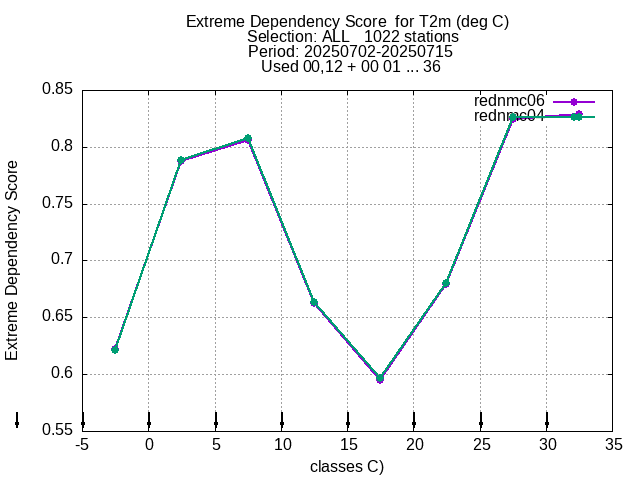 Extreme Dependency Score  for T2m (deg C)
Selection: ALL   1022 stations
Period: 20250702-20250715
Used 00,12 + 00 01 ... 36
rednmc06
rednmc04
Extreme Dependency Score
0.85
0.8
0.75
0.7
0.65
0.6
0.55
-5 0 5 10 15 20 25 30 35
classes C)